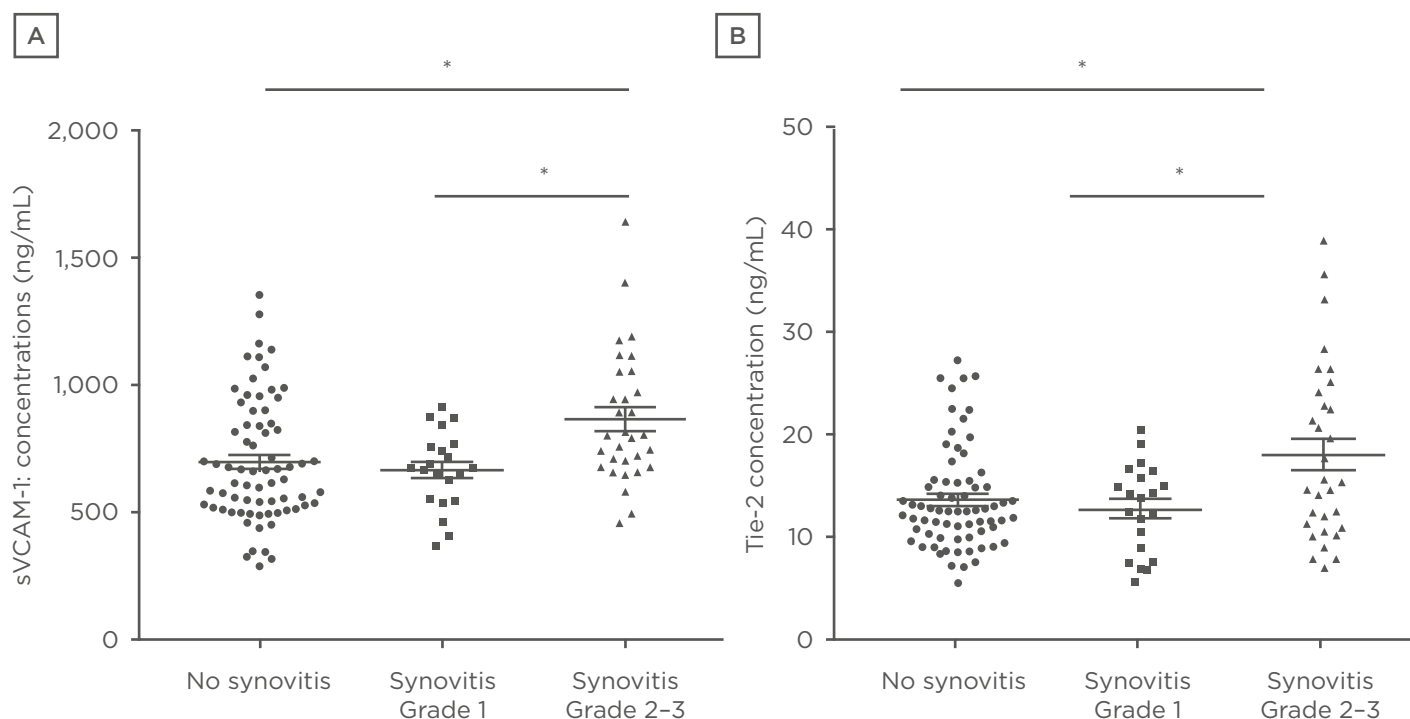 A
*
*
2,000
1,500
1,000
500
0
sVCAM-1: concentrations (ng/mL)
No synovitis
Synovitis
Grade 1
Synovitis
Grade 2–3
B
*
*
50
40
30
20
10
0
Tie-2 concentration (ng/mL)
No synovitis
Synovitis
Grade 1
Synovitis
Grade 2–3